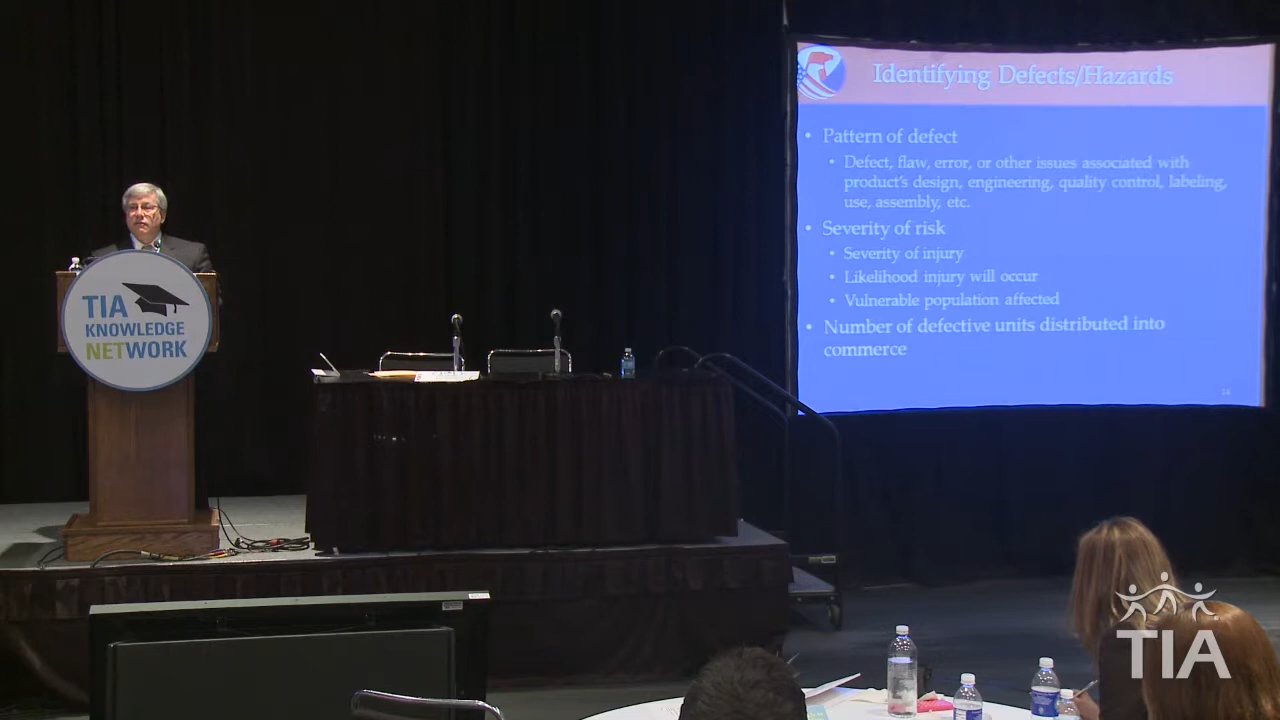 Identifying Defects/Hazards
• Pattern of defect
• Defect, flaw, error, or other issues associated with
product's design, engineering, quality control, labeling,
use, assembly, etc.
• Severity of risk
• Severity of injury
• Likelihood injury will occur
• Vulnerable population affected
• Number of defective units distributed into
commerce
TIA
KNOWLEDGE
NETWORK
TIA